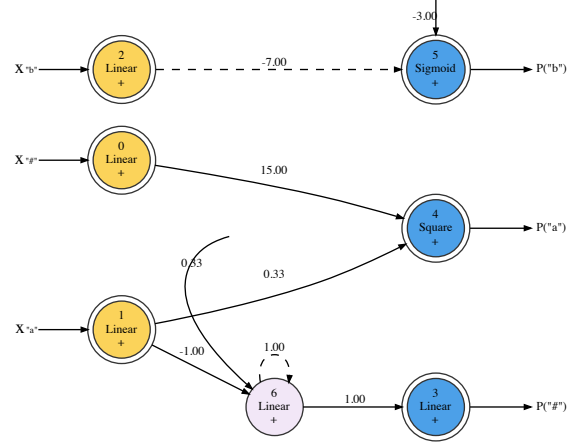 -3.00
X "b"
2
Linear
+
-7.00
5
Sigmoid
+
P("b")
X "#"
0
Linear
+
15.00
4
Square
+
P("a")
0.33
0.33
X "a"
1
Linear
+
-1.00
1.00
6
Linear
+
1.00
3
Linear
+
P("#")